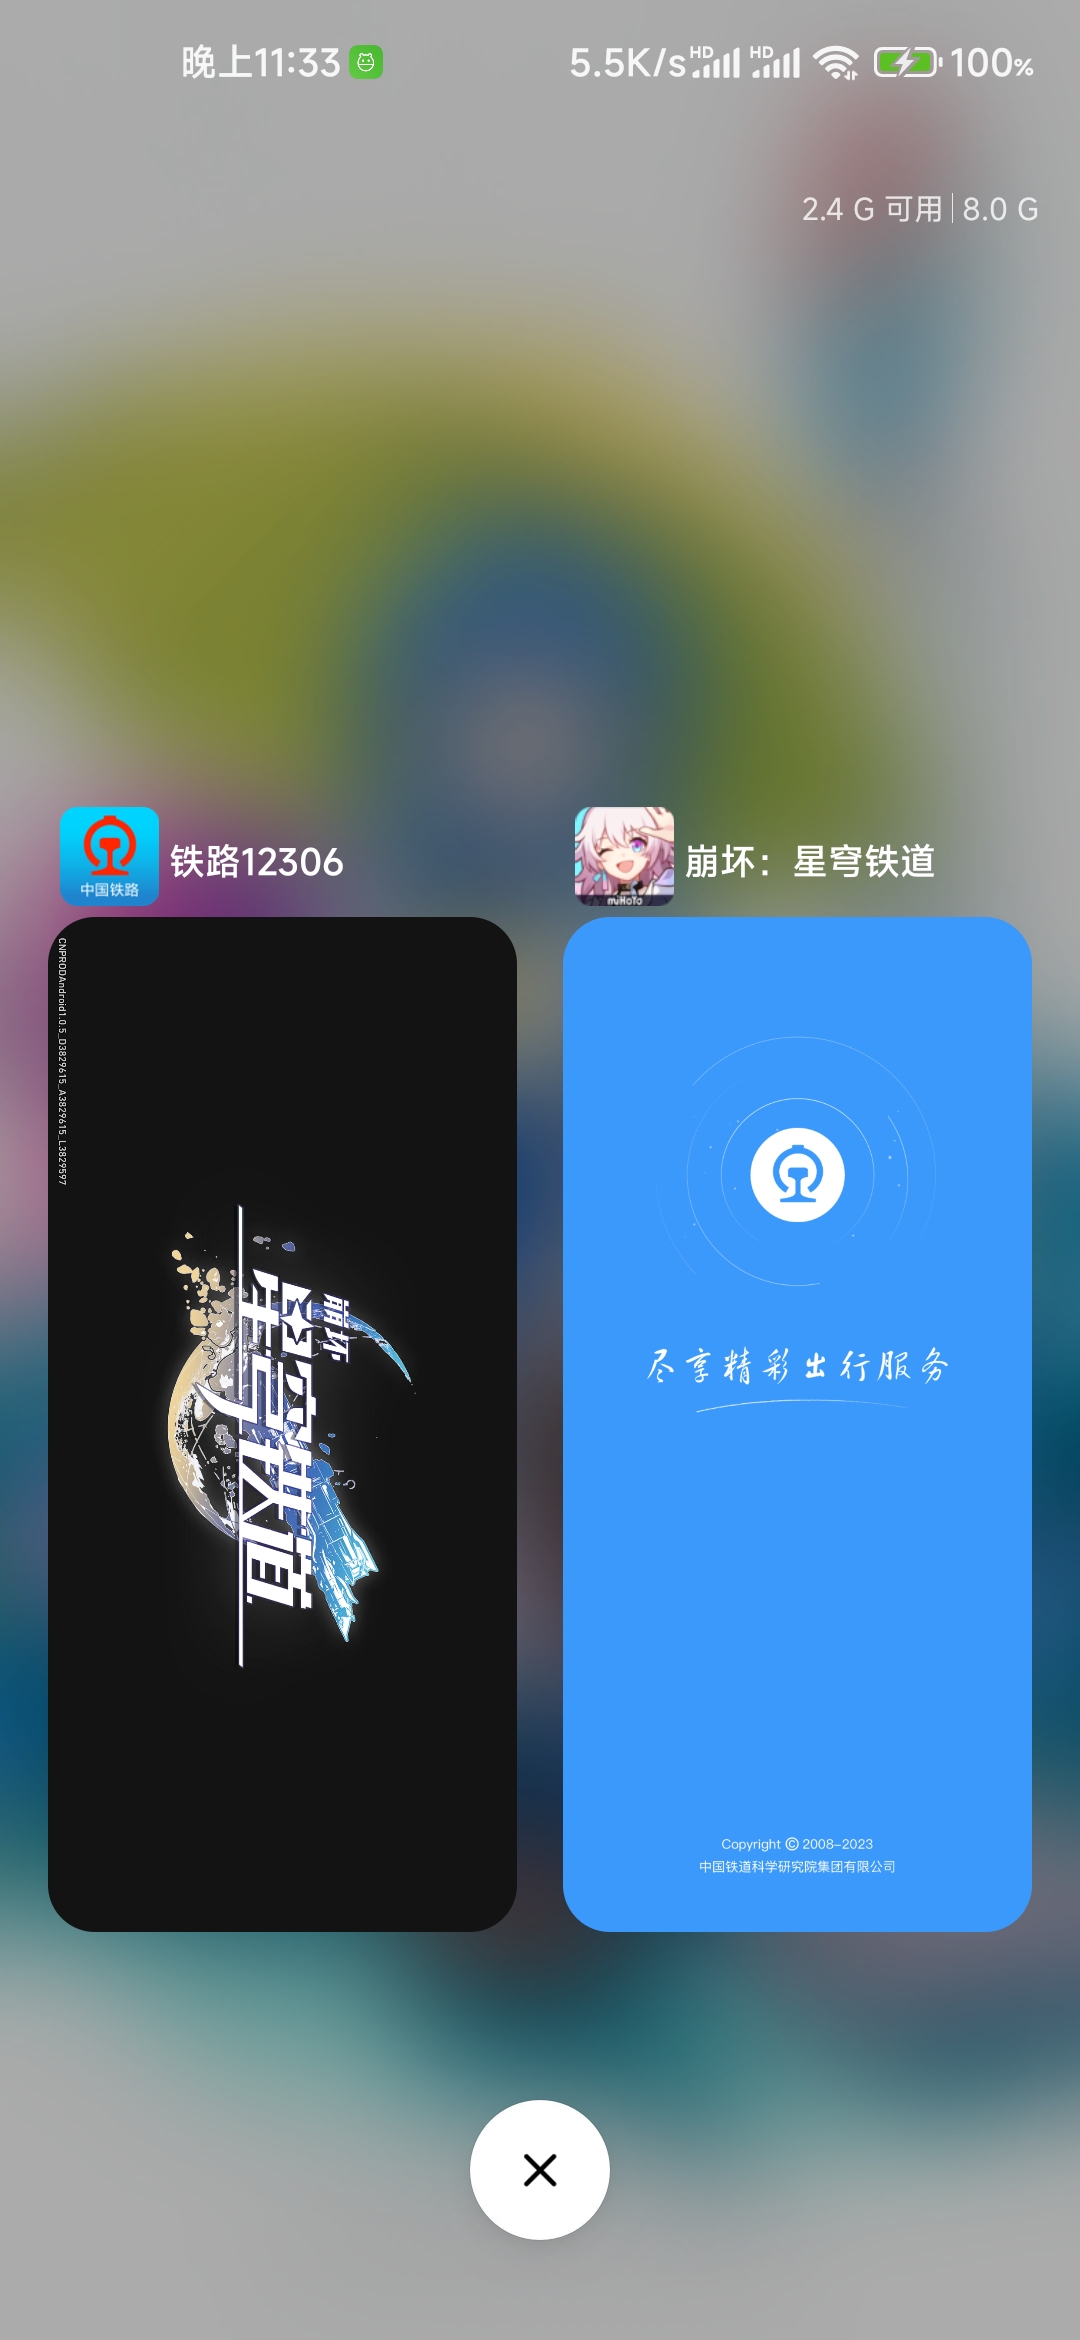 晚上11:33
5.5K/s HD HD 100%
2.4 G 可用 | 8.0 G
中国铁路
铁路12306
miHoYo
崩坏：星穹铁道
CNPRODAndroid1.0.5_D3829615_A3829615_L3829597
崩坏
星穹铁道
尽享精彩出行服务
Copyright © 2008-2023
中国铁道科学研究院集团有限公司